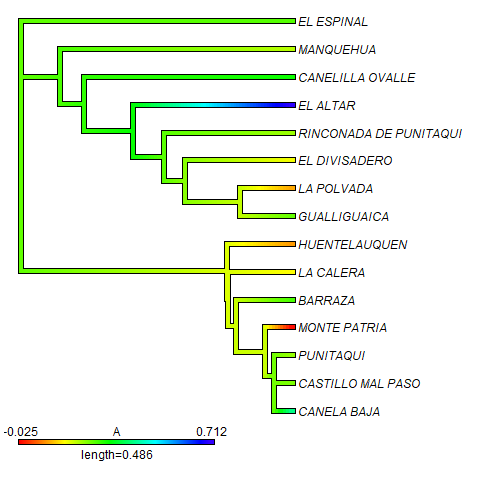 EL ESPINAL
MANQUEHUA
CANELILLA OVALLE
EL ALTAR
RINCONADA DE PUNITAQUI
EL DIVISADERO
LA POLVADA
GUALLIGUAICA
HUENTELAUQUEN
LA CALERA
BARRAZA
MONTE PATRIA
PUNITAQUI
CASTILLO MAL PASO
CANELA BAJA
-0.025 A 0.712
length=0.486